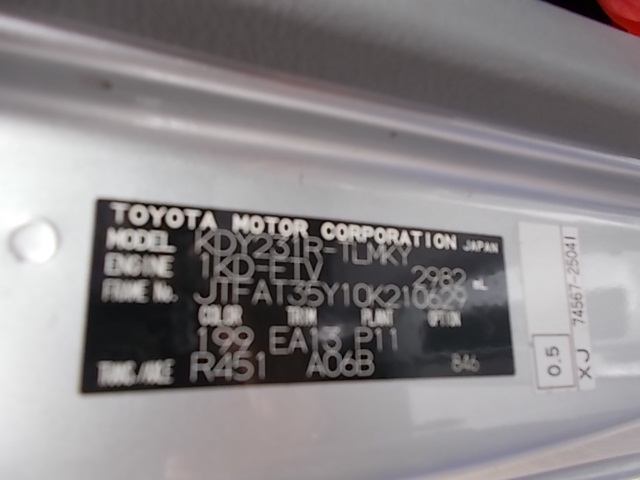 TOYOTA MOTOR CORPORATION JAPAN
MODEL KDY231R-TLMKY
ENGINE 1KD-FTV 2982 mL
FRAME No. JTFAT35Y10K210629
COLOR TRIM PLANT OPTION
199 EA13 P11
TRANS/AXLE R451 A06B 846
0.5
XJ 74567-25041